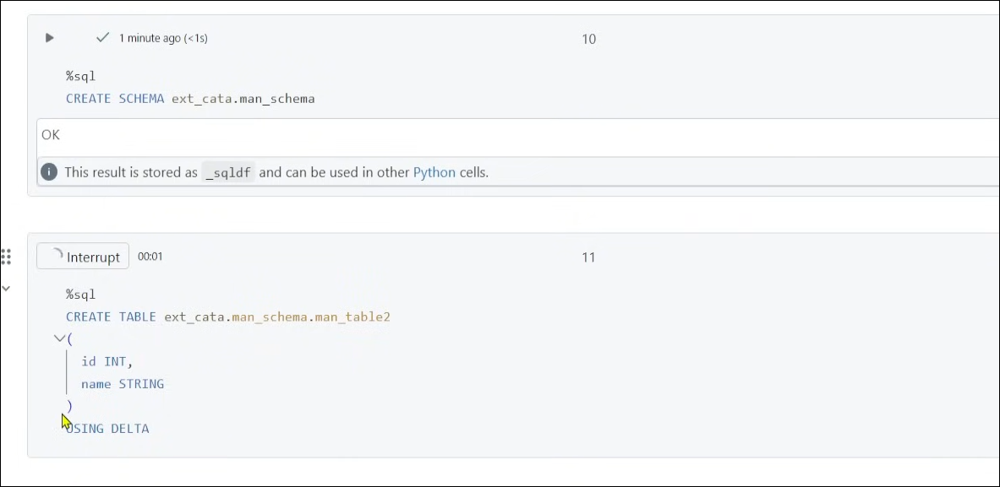 1 minute ago (<1s)
10
%sql
CREATE SCHEMA ext_cata.man_schema
OK
This result is stored as _sqldf and can be used in other Python cells.
Interrupt 00:01
11
%sql
CREATE TABLE ext_cata.man_schema.man_table2
(
id INT,
name STRING
)
USING DELTA